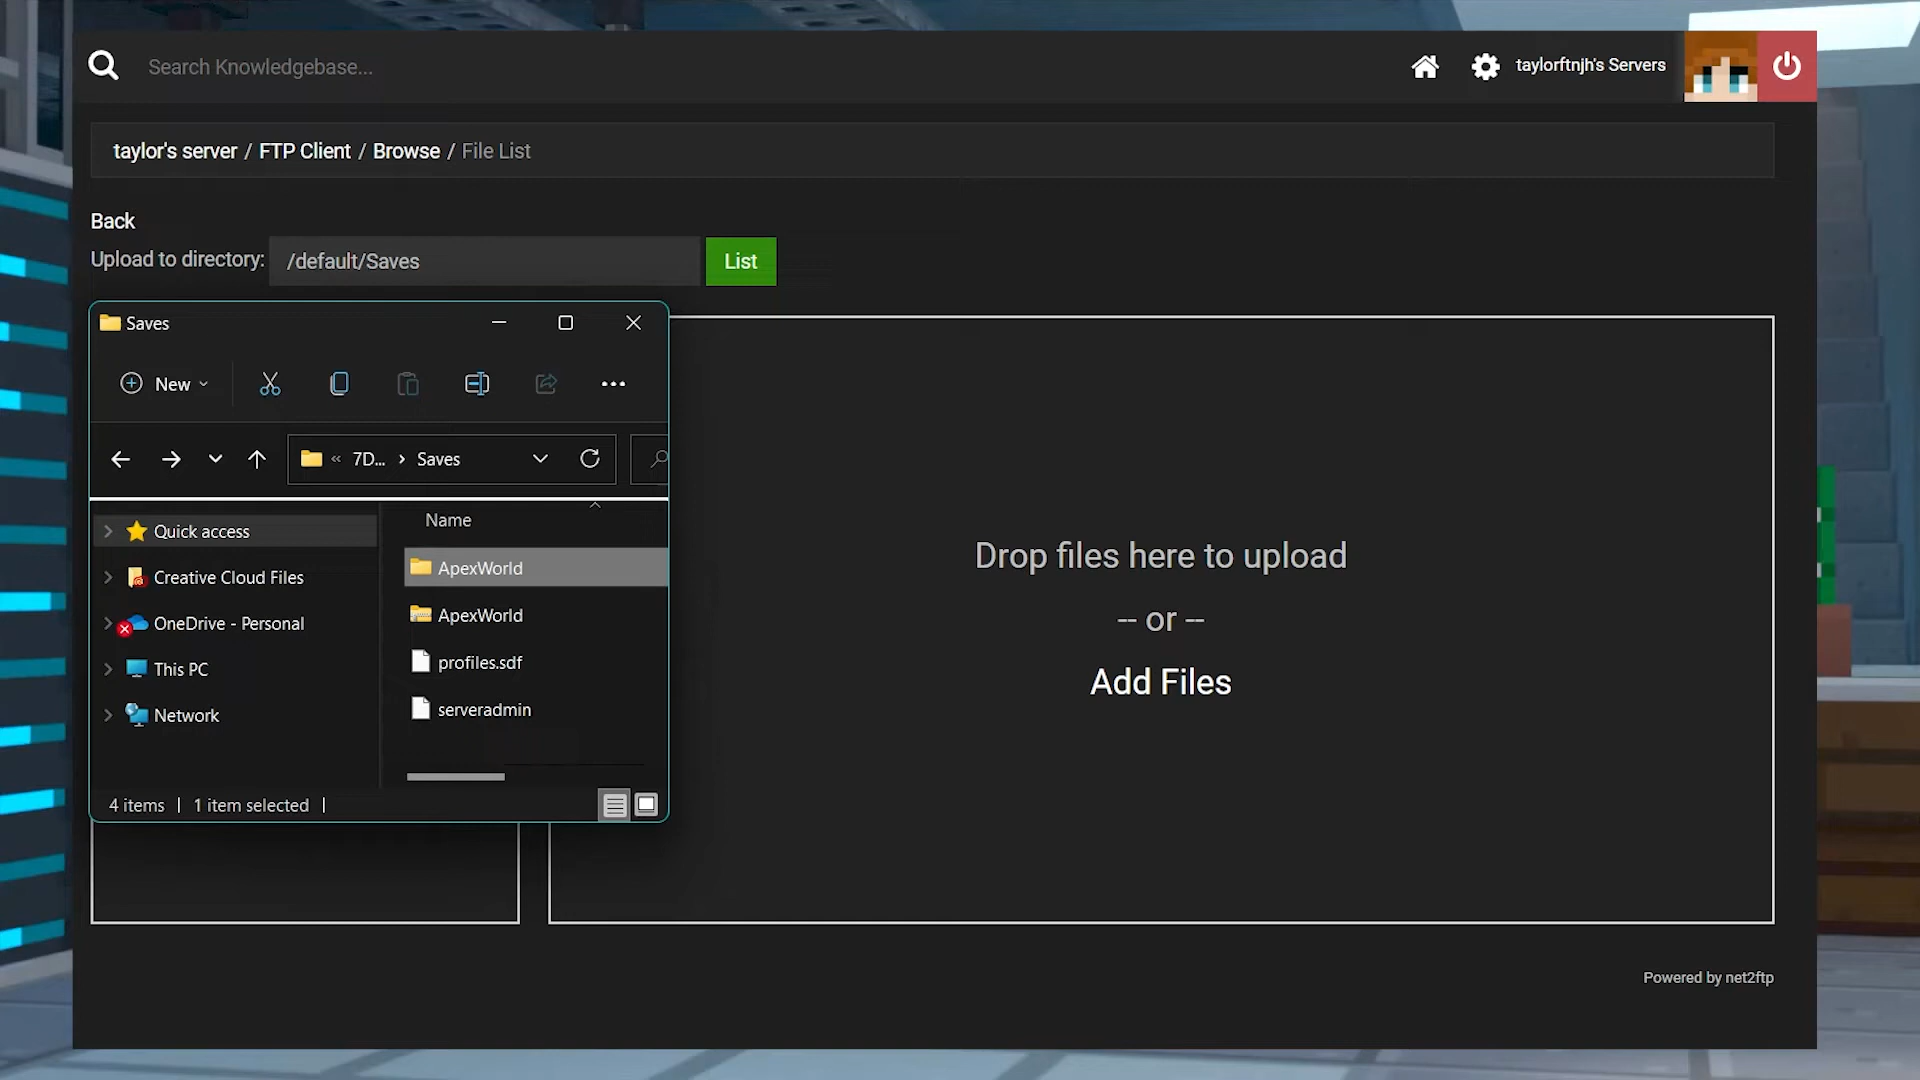 Search Knowledgebase...
taylorftnjh's Servers
taylor's server / FTP Client / Browse / File List
Back
Upload to directory: /default/Saves List
Saves
New
« 7D... › Saves
Name
Quick access
Creative Cloud Files
OneDrive - Personal
This PC
Network
ApexWorld
ApexWorld
profiles.sdf
serveradmin
4 items | 1 item selected |
Drop files here to upload
-- or --
Add Files
Powered by net2ftp